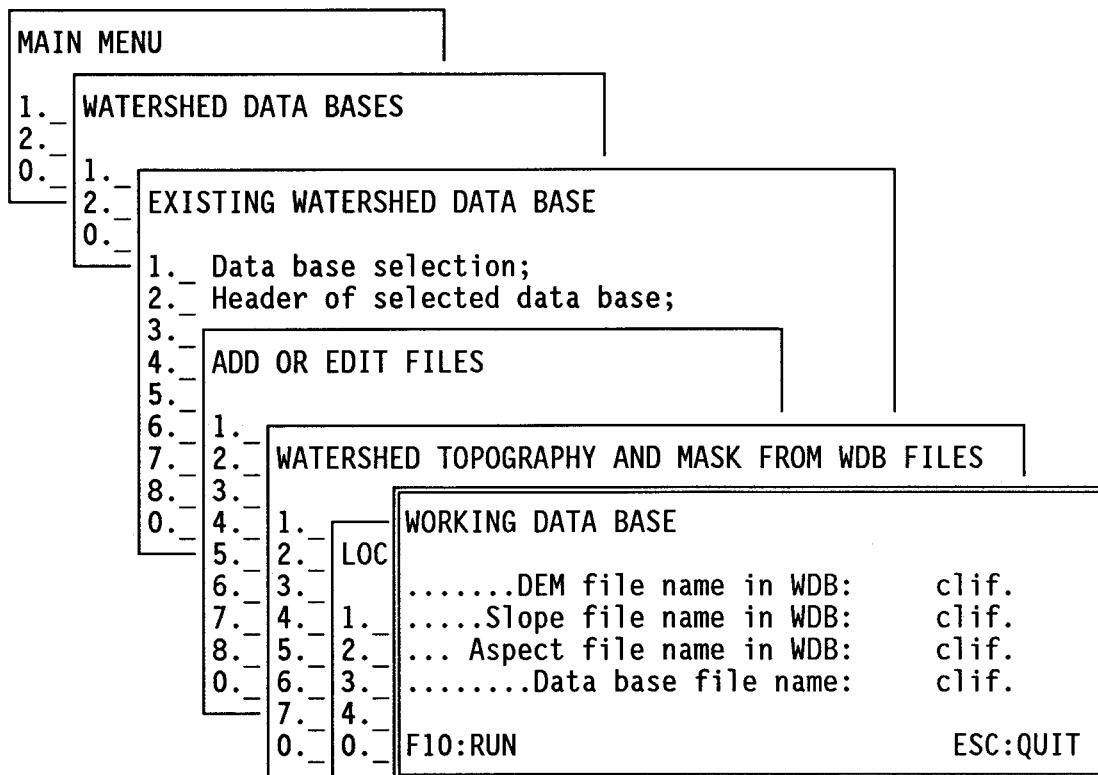 MAIN MENU
1._
2._
0._
WATERSHED DATA BASES
1._
2._
0._
EXISTING WATERSHED DATA BASE
1._ Data base selection;
2._ Header of selected data base;
3._
4._
5._
6._
7._
8._
0._
ADD OR EDIT FILES
1._
2._
3._
4._
5._
6._
7._
8._
0._
WATERSHED TOPOGRAPHY AND MASK FROM WDB FILES
1._
2._
3._
4._
5._
6._
7._
0._
LOC
1._
2._
3._
4._
0._
WORKING DATA BASE
.......DEM file name in WDB: clif.
.....Slope file name in WDB: clif.
... Aspect file name in WDB: clif.
........Data base file name: clif.
F10:RUN ESC:QUIT